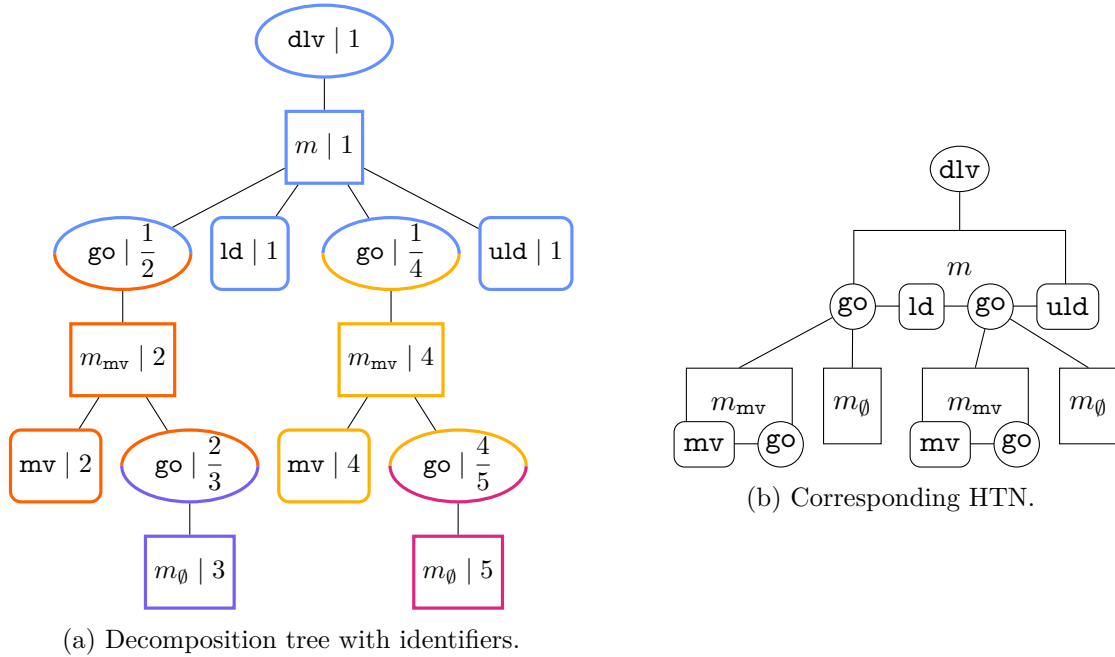 dlv | 1
m | 1
go | 1/2
ld | 1
go | 1/4
uld | 1
m_mv | 2
m_mv | 4
mv | 2
go | 2/3
mv | 4
go | 4/5
m_∅ | 3
m_∅ | 5
(a) Decomposition tree with identifiers.
dlv
m
go ld go uld
m_mv m_∅ m_mv m_∅
mv go mv go
(b) Corresponding HTN.